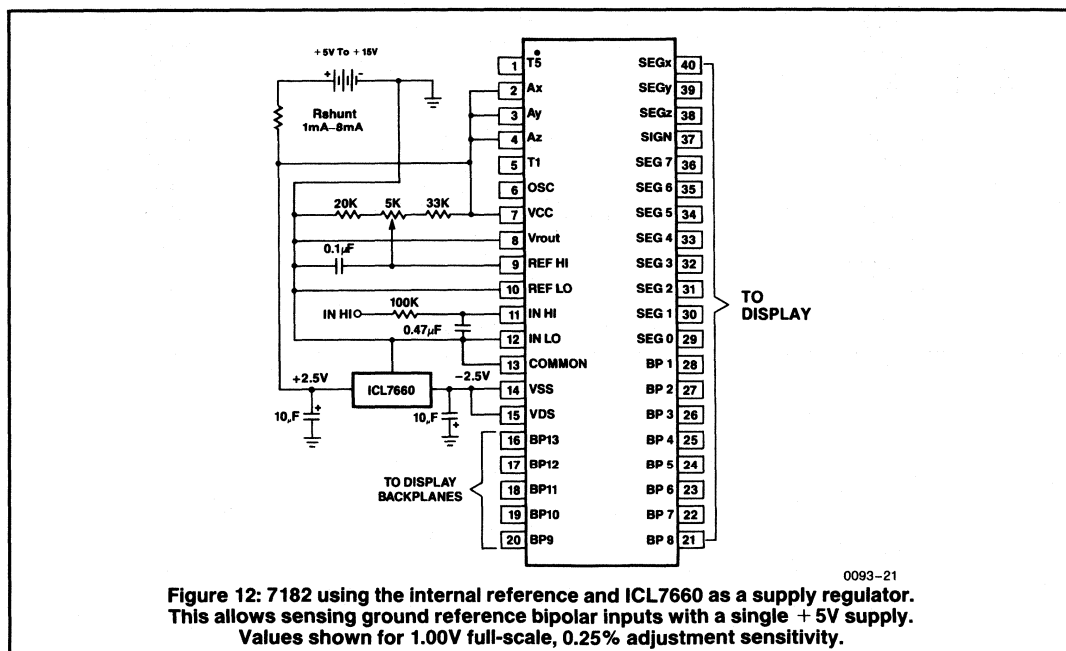 +5V To +15V
+ -
Rshunt
1mA–8mA
20K 5K 33K
0.1µF
100K
IN HI
0.47µF
+2.5V
ICL7660
−2.5V
10µF +
10µF +
TO DISPLAY
BACKPLANES
1 T5 SEGx 40
2 Ax SEGy 39
3 Ay SEGz 38
4 Az SIGN 37
5 T1 SEG 7 36
6 OSC SEG 6 35
7 VCC SEG 5 34
8 Vrout SEG 4 33
9 REF HI SEG 3 32
10 REF LO SEG 2 31
11 IN HI SEG 1 30
12 IN LO SEG 0 29
13 COMMON BP 1 28
14 VSS BP 2 27
15 VDS BP 3 26
16 BP13 BP 4 25
17 BP12 BP 5 24
18 BP11 BP 6 23
19 BP10 BP 7 22
20 BP9 BP 8 21
TO
DISPLAY
0093–21
Figure 12: 7182 using the internal reference and ICL7660 as a supply regulator.
This allows sensing ground reference bipolar inputs with a single +5V supply.
Values shown for 1.00V full-scale, 0.25% adjustment sensitivity.